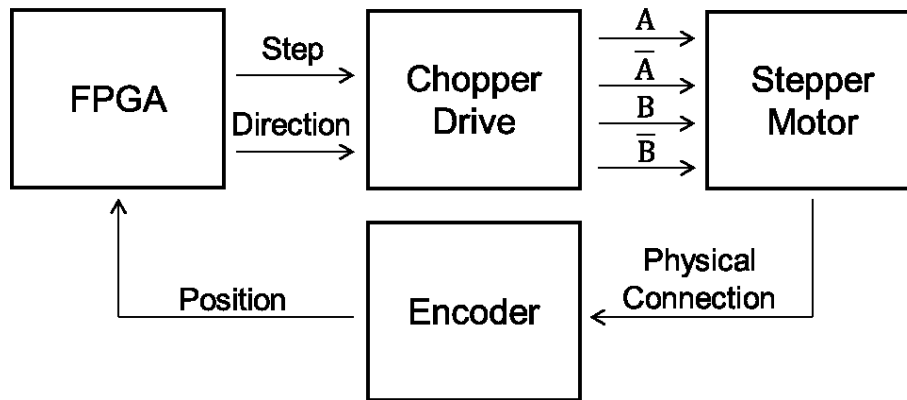 FPGA
Step
Direction
Chopper
Drive
A
A̅
B
B̅
Stepper
Motor
Position
Encoder
Physical
Connection